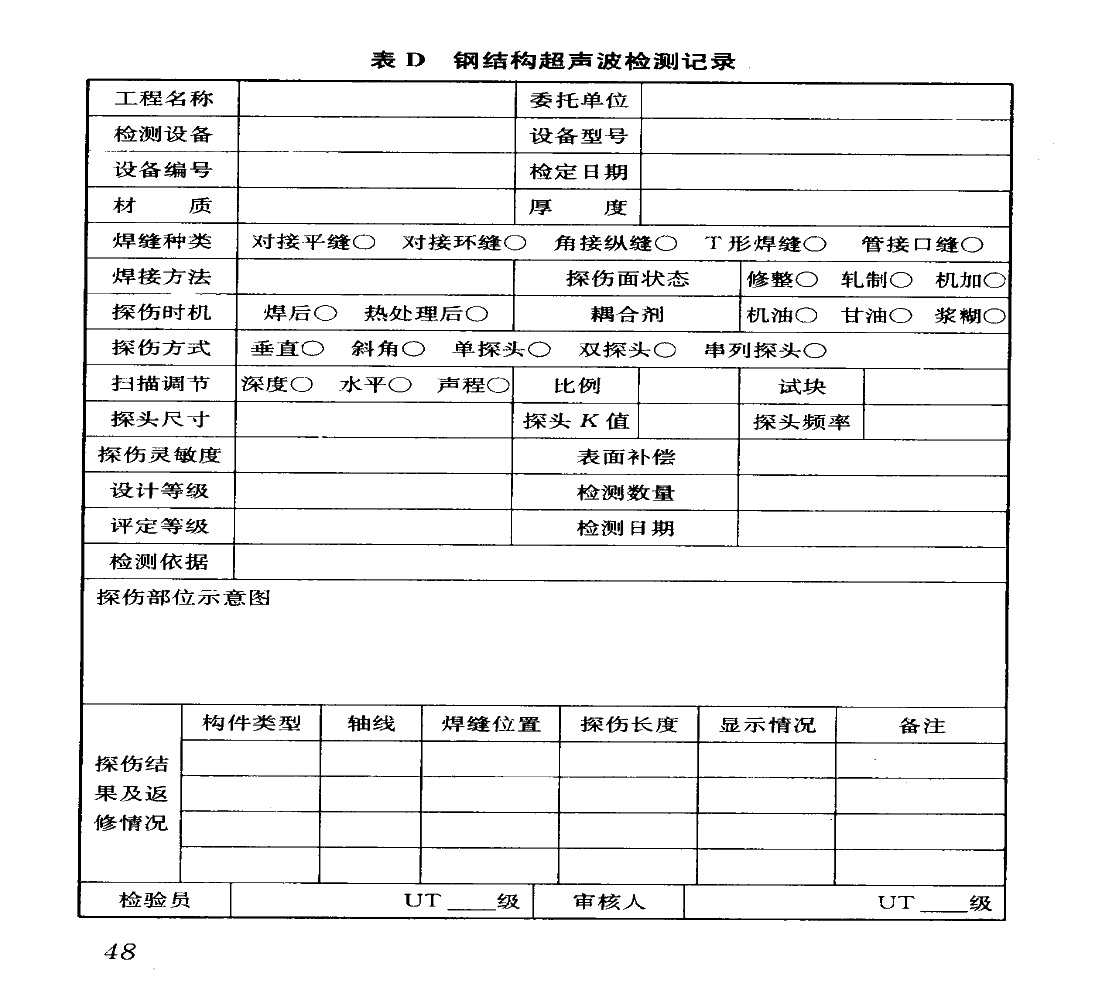 表 D 钢结构超声波检测记录
工程名称 委托单位
检测设备 设备型号
设备编号 检定日期
材 质 厚 度
焊缝种类 对接平缝○ 对接环缝○ 角接纵缝○ T 形焊缝○ 管接口缝○
焊接方法 探伤面状态 修整○ 轧制○ 机加○
探伤时机 焊后○ 热处理后○ 耦合剂 机油○ 甘油○ 浆糊○
探伤方式 垂直○ 斜角○ 单探头○ 双探头○ 串列探头○
扫描调节 深度○ 水平○ 声程○ 比例 试块
探头尺寸 探头 K 值 探头频率
探伤灵敏度 表面补偿
设计等级 检测数量
评定等级 检测日期
检测依据
探伤部位示意图
构件类型 轴线 焊缝位置 探伤长度 显示情况 备注
探伤结
果及返
修情况
检验员 UT ____级 审核人 UT ____级
48